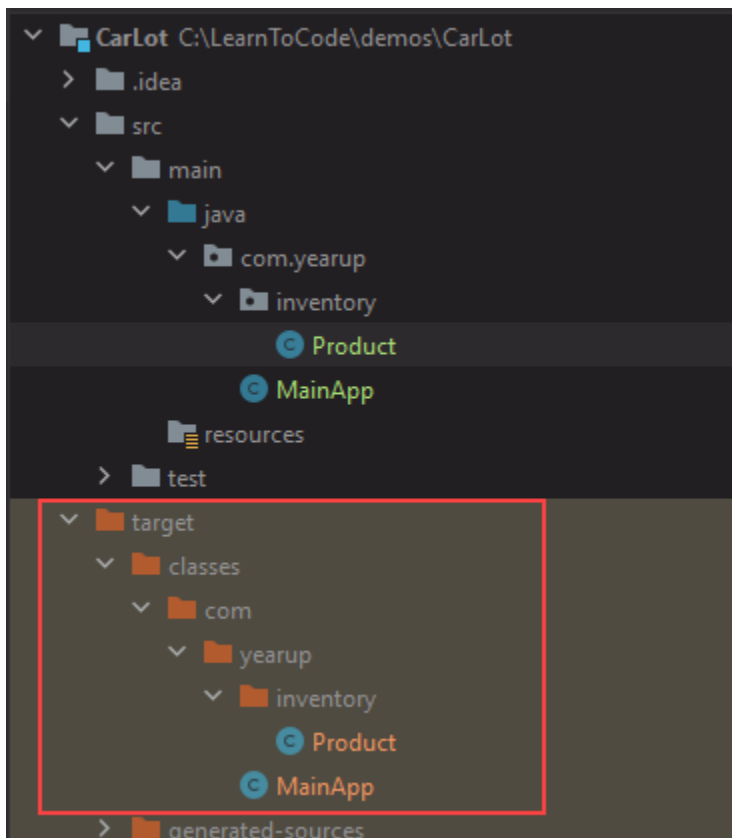 CarLot C:\LearnToCode\demos\CarLot
.idea
src
main
java
com.yearup
inventory
Product
MainApp
resources
test
target
classes
com
yearup
inventory
Product
MainApp
generated-sources